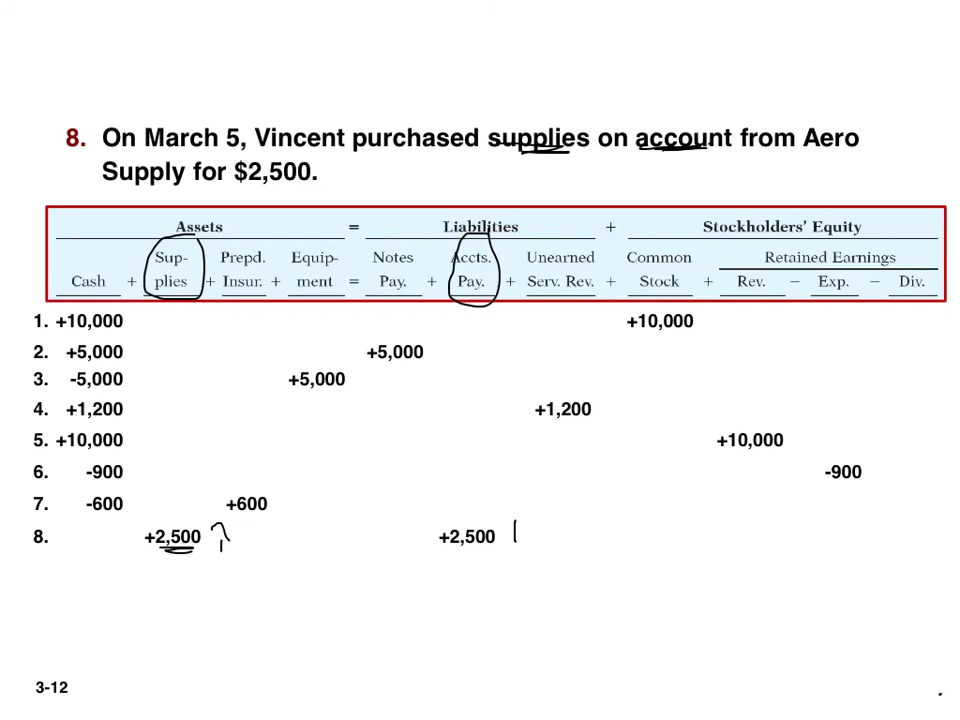 8. On March 5, Vincent purchased supplies on account from Aero
Supply for $2,500.
Assets = Liabilities + Stockholders' Equity
Sup- Prepd. Equip- Notes Accts. Unearned Common Retained Earnings
Cash + plies + Insur. + ment = Pay. + Pay. + Serv. Rev. + Stock + Rev. − Exp. − Div.
1. +10,000 +10,000
2. +5,000 +5,000
3. -5,000 +5,000
4. +1,200 +1,200
5. +10,000 +10,000
6. -900 -900
7. -600 +600
8. +2,500 +2,500
3-12